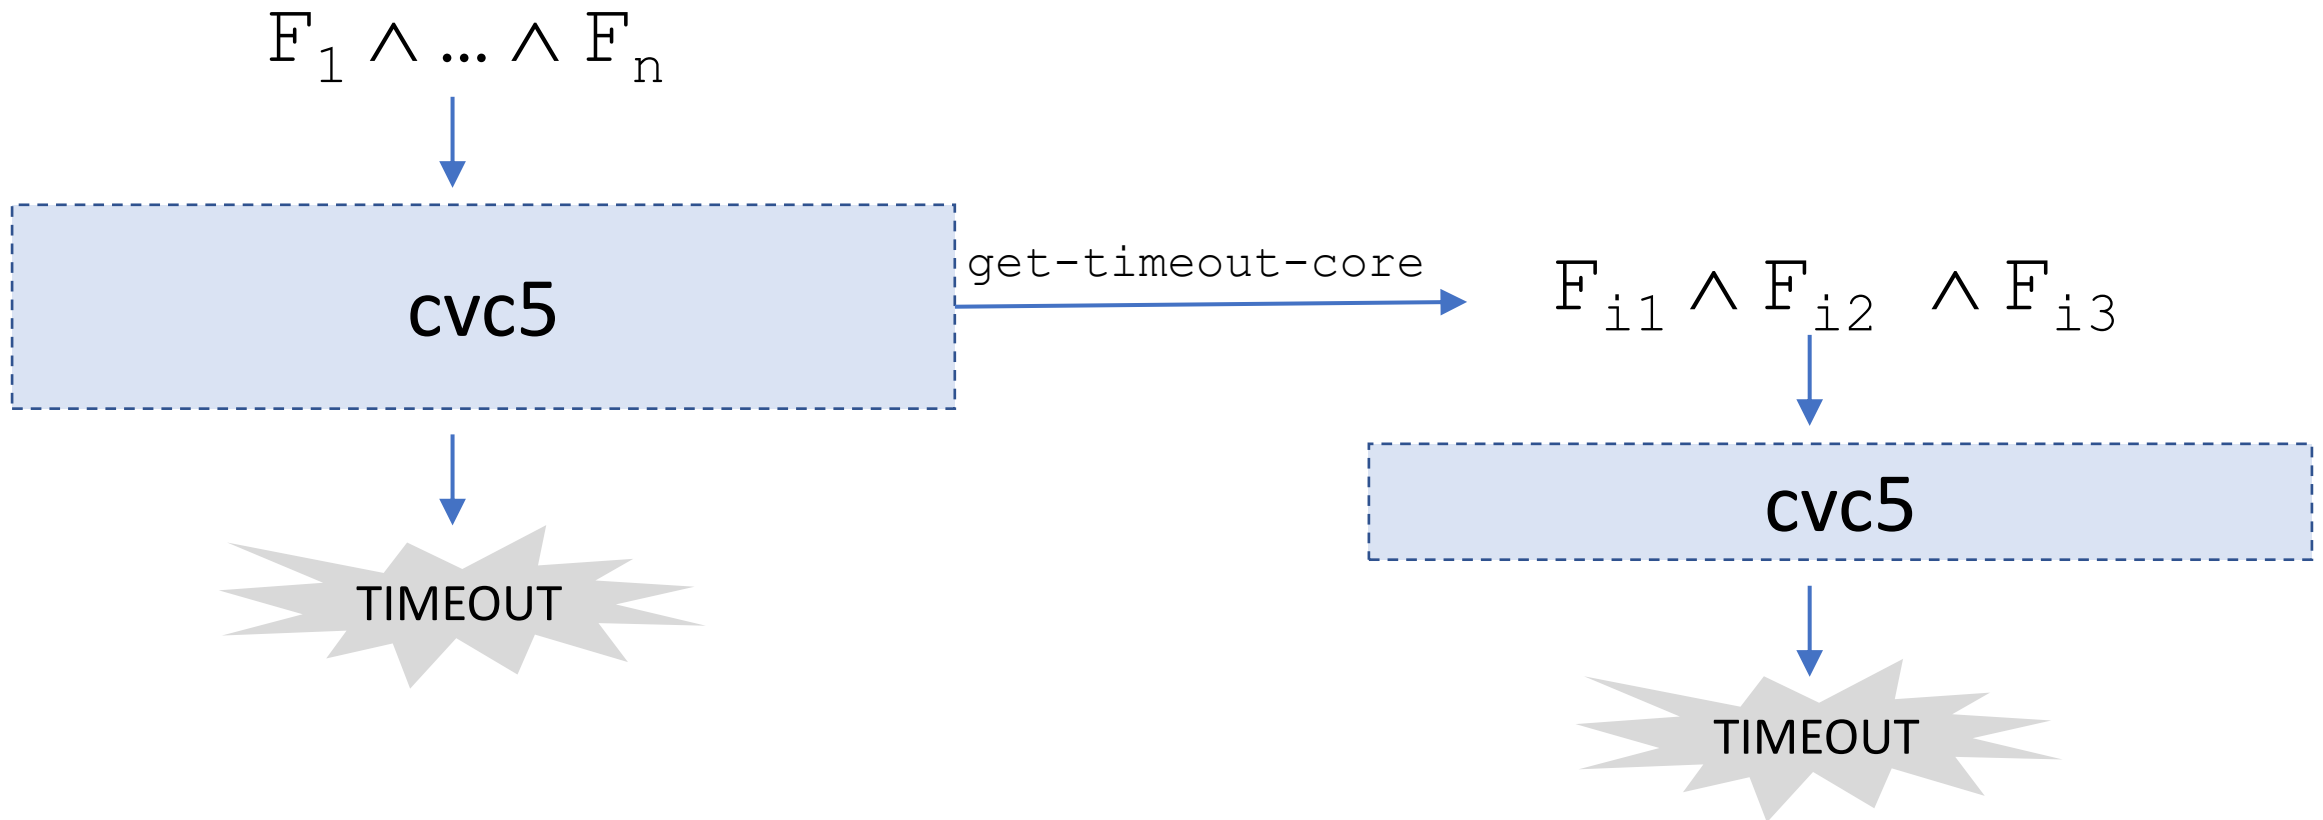 F₁ ∧ … ∧ Fₙ
cvc5
get-timeout-core
Fᵢ₁ ∧ Fᵢ₂ ∧ Fᵢ₃
cvc5
TIMEOUT
TIMEOUT